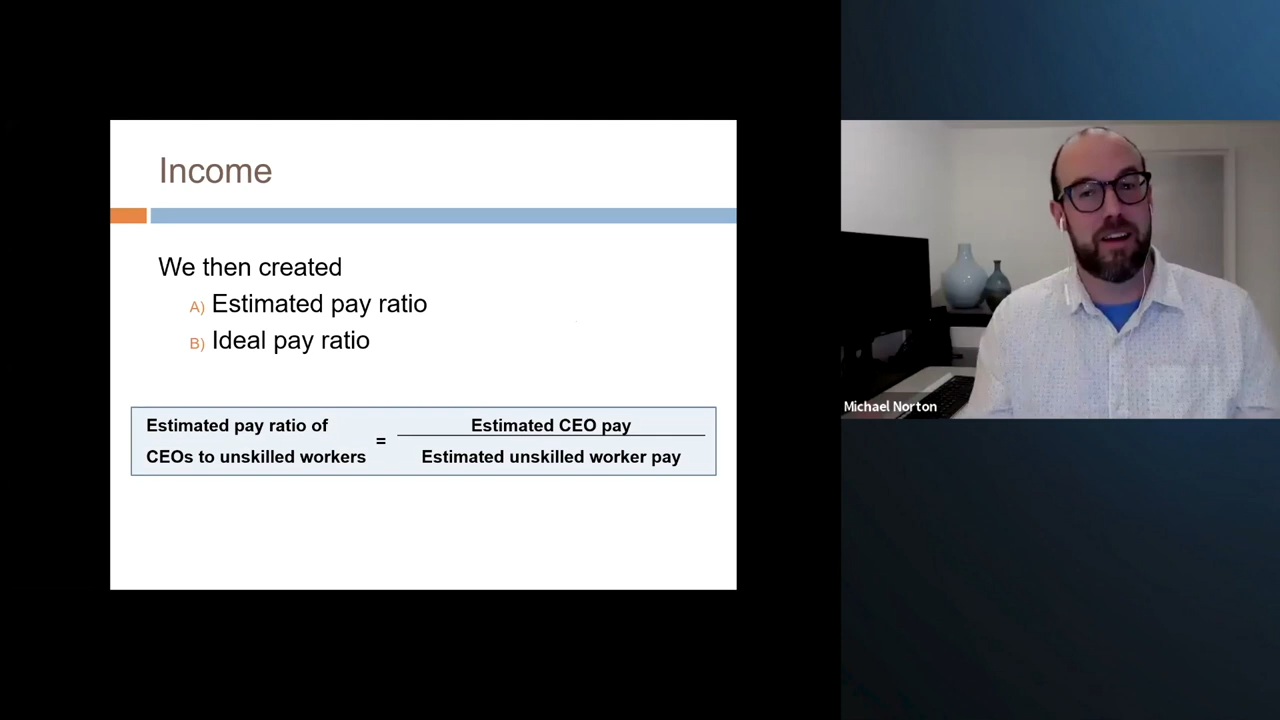 Income
We then created
A) Estimated pay ratio
B) Ideal pay ratio
Estimated pay ratio of
CEOs to unskilled workers
=
Estimated CEO pay
Estimated unskilled worker pay
Michael Norton